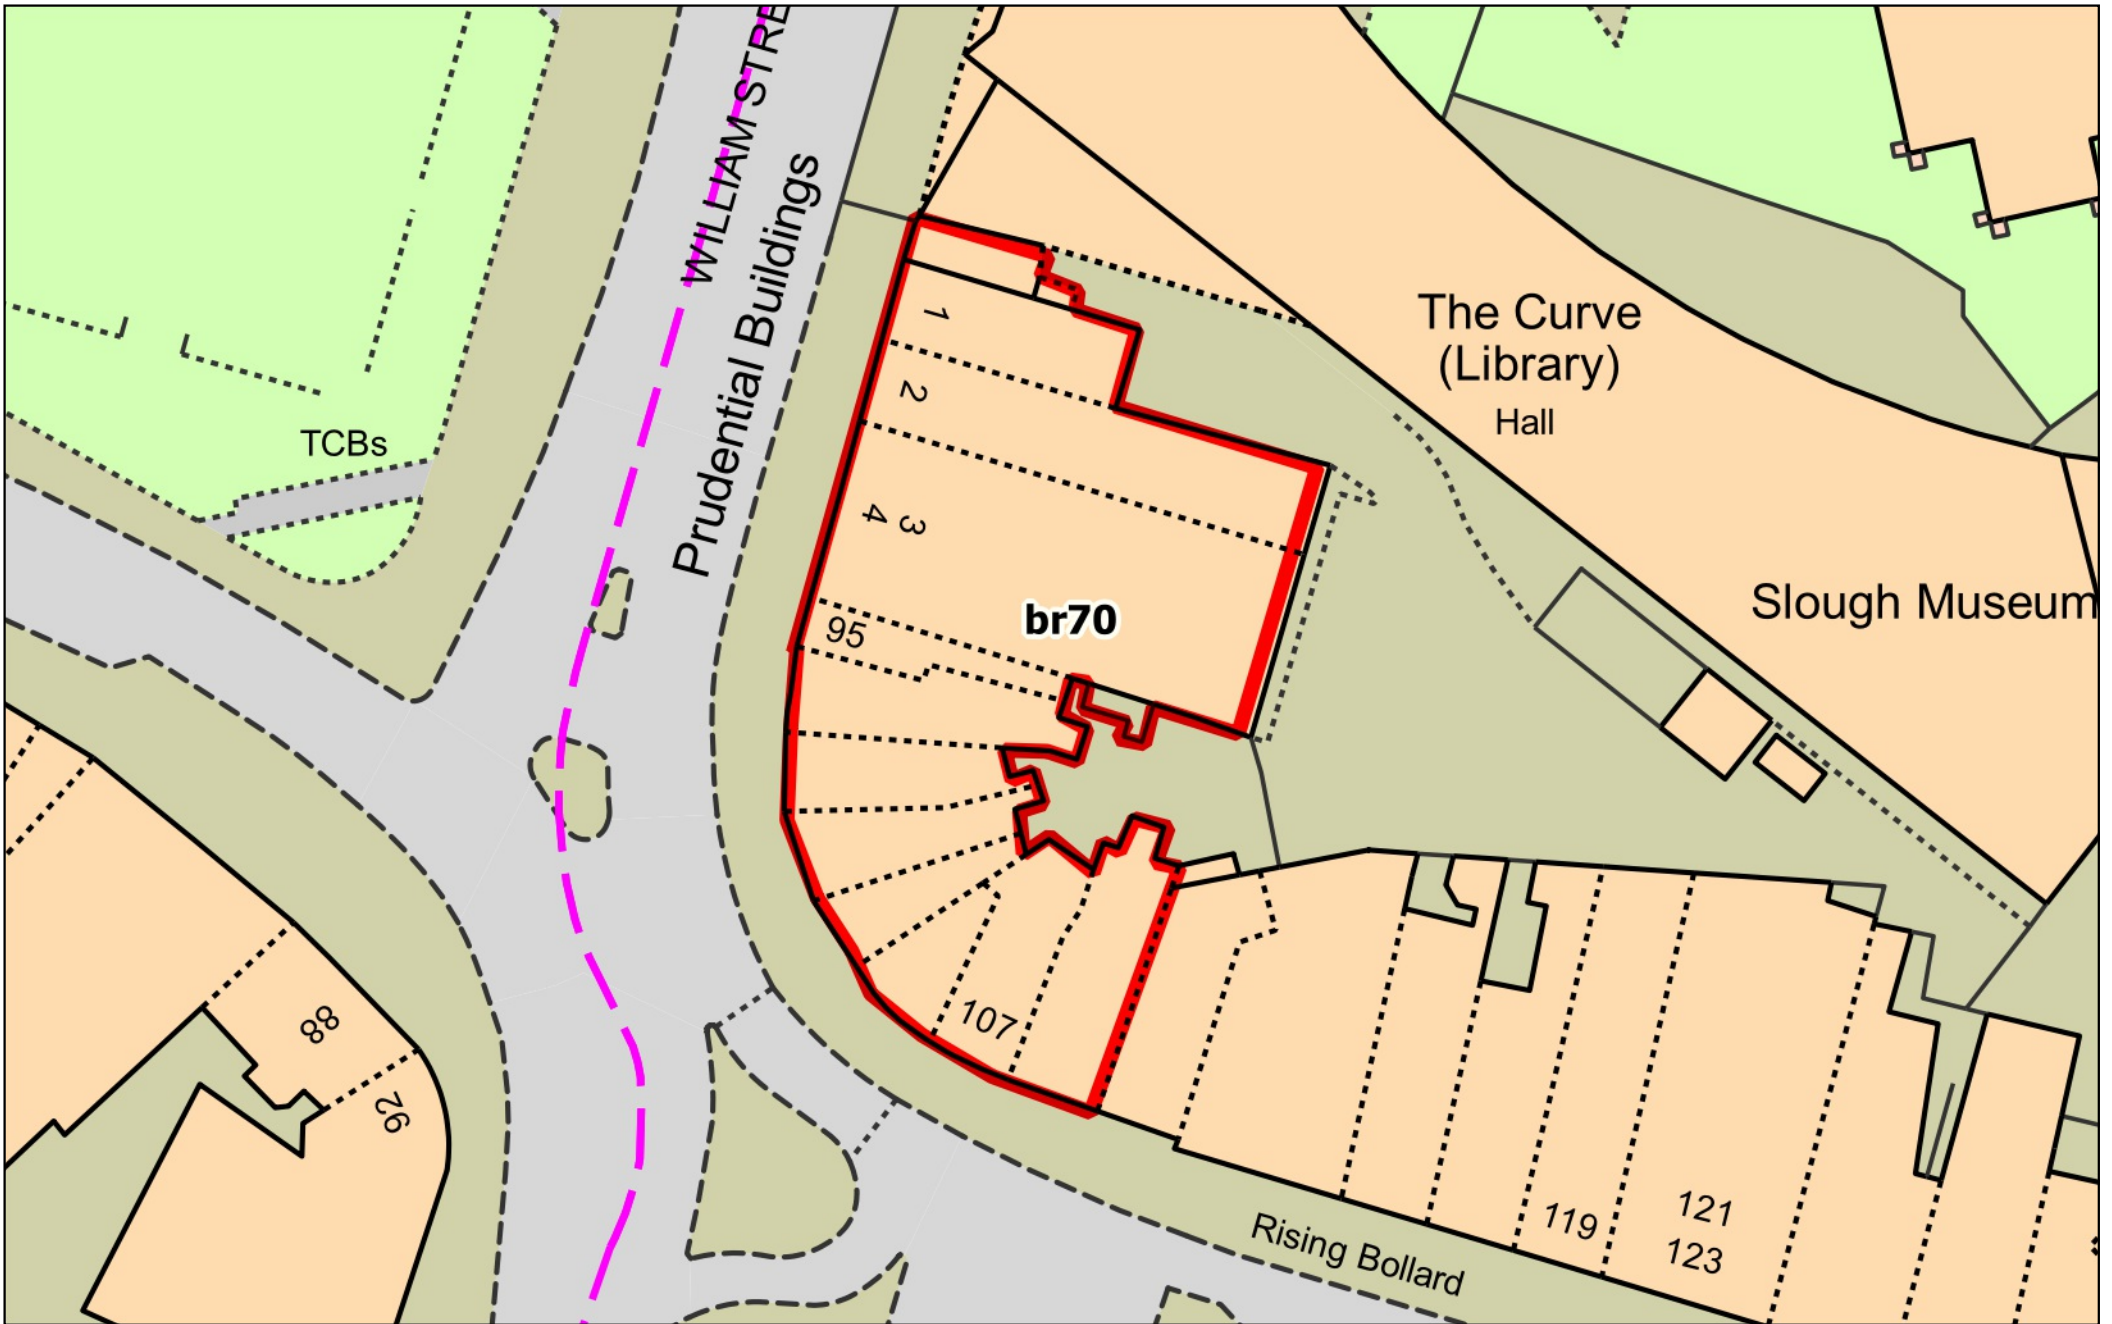 WILLIAM STRE
Prudential Buildings
TCBs
1
2
3
4
95
br70
The Curve
(Library)
Hall
Slough Museum
107
88
92
119
121
123
Rising Bollard